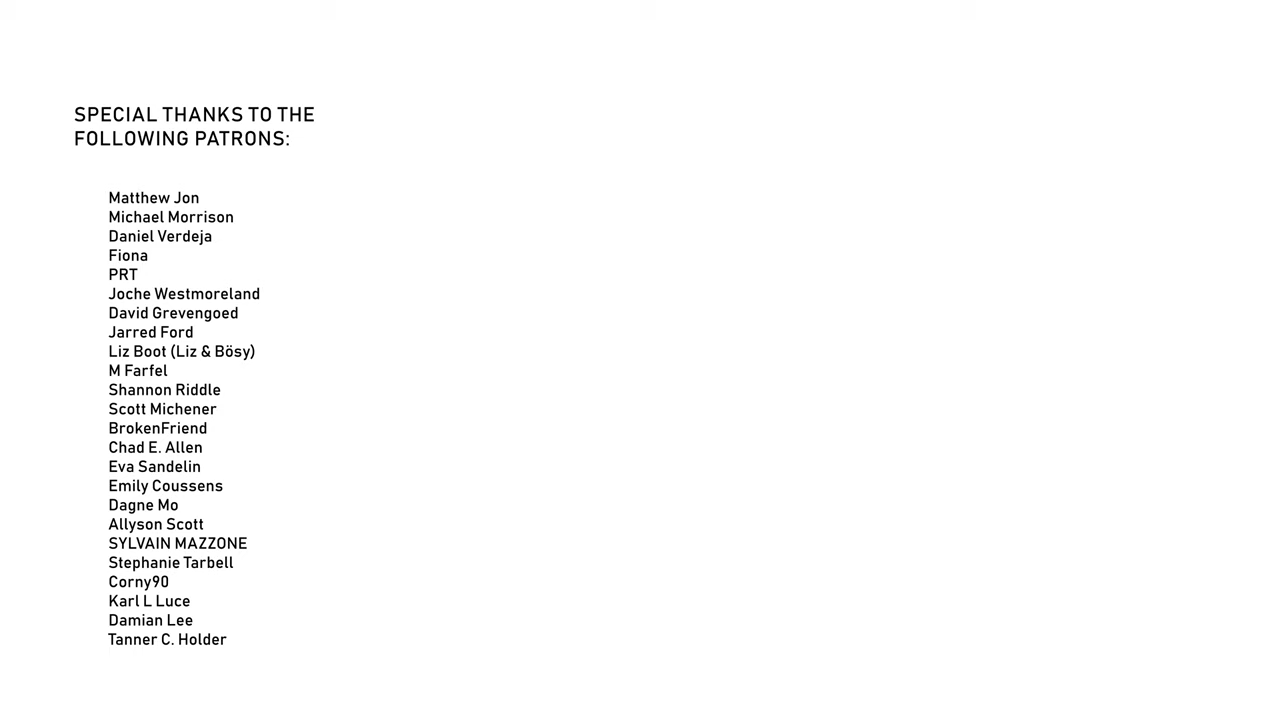 SPECIAL THANKS TO THE
FOLLOWING PATRONS:
Matthew Jon
Michael Morrison
Daniel Verdeja
Fiona
PRT
Joche Westmoreland
David Grevengoed
Jarred Ford
Liz Boot (Liz & Bösy)
M Farfel
Shannon Riddle
Scott Michener
BrokenFriend
Chad E. Allen
Eva Sandelin
Emily Coussens
Dagne Mo
Allyson Scott
SYLVAIN MAZZONE
Stephanie Tarbell
Corny90
Karl L Luce
Damian Lee
Tanner C. Holder